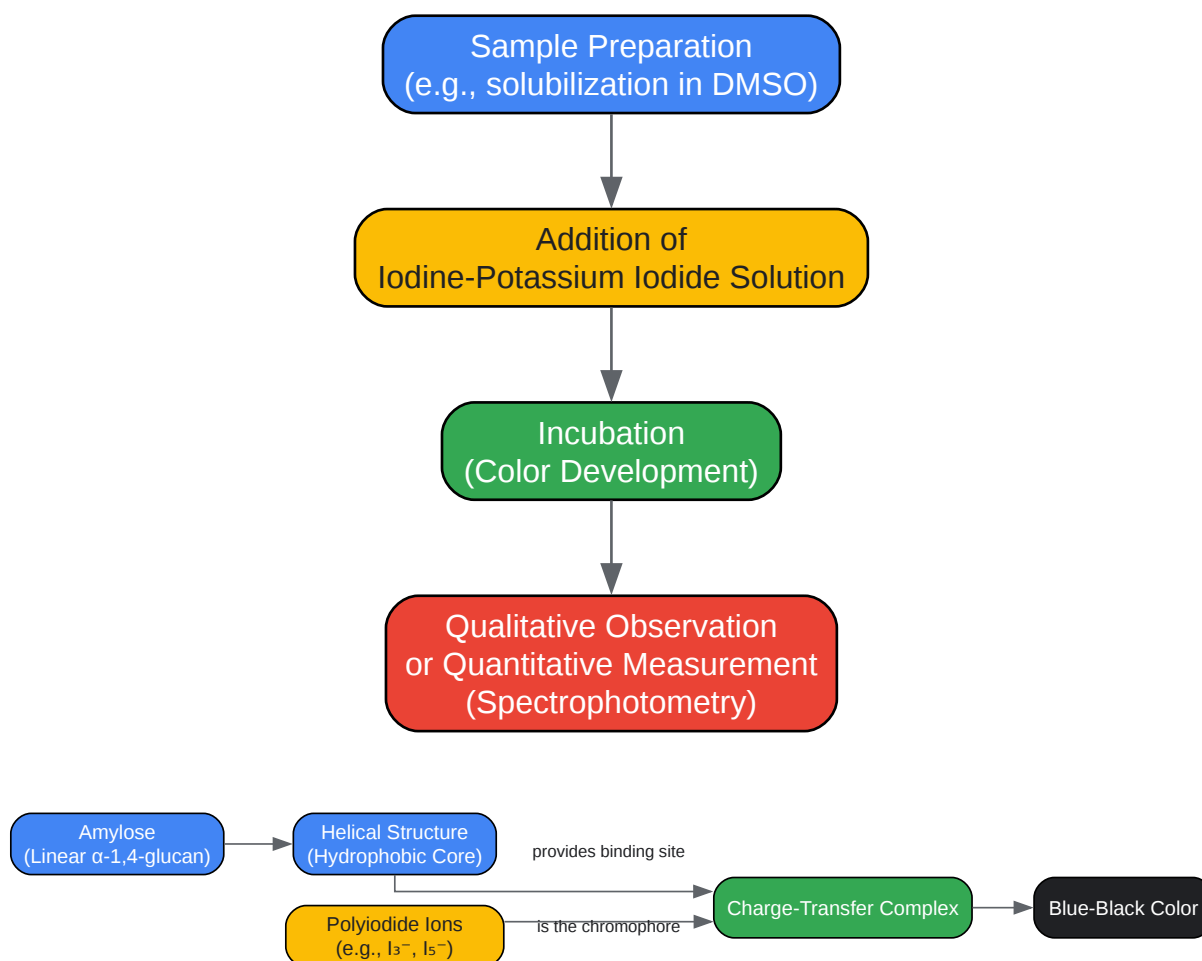 Sample Preparation
(e.g., solubilization in DMSO)
Addition of
Iodine-Potassium Iodide Solution
Incubation
(Color Development)
Qualitative Observation
or Quantitative Measurement
(Spectrophotometry)
Amylose
(Linear α-1,4-glucan)
Helical Structure
(Hydrophobic Core)
provides binding site
Polyiodide Ions
(e.g., I₃⁻, I₅⁻)
is the chromophore
Charge-Transfer Complex
Blue-Black Color